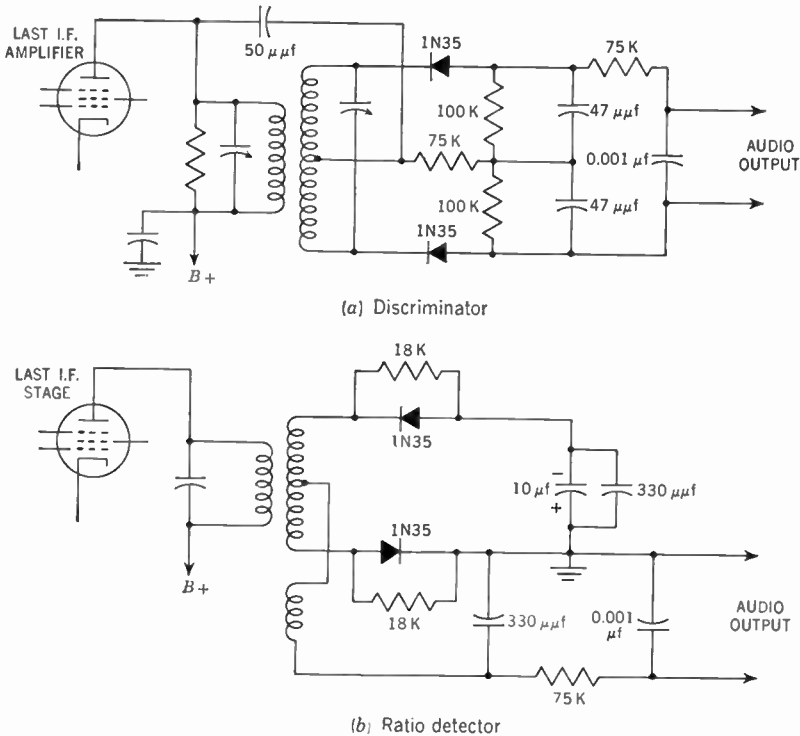 LAST I.F.
AMPLIFIER
50 μμf
1N35
75 K
100 K
47 μμf
75 K
0.001 μf
AUDIO
OUTPUT
100 K
47 μμf
1N35
B+
(a) Discriminator
LAST I.F.
STAGE
18 K
1N35
10 μf
−
+
330 μμf
1N35
B+
18 K
330 μμf
0.001
μf
AUDIO
OUTPUT
75 K
(b) Ratio detector